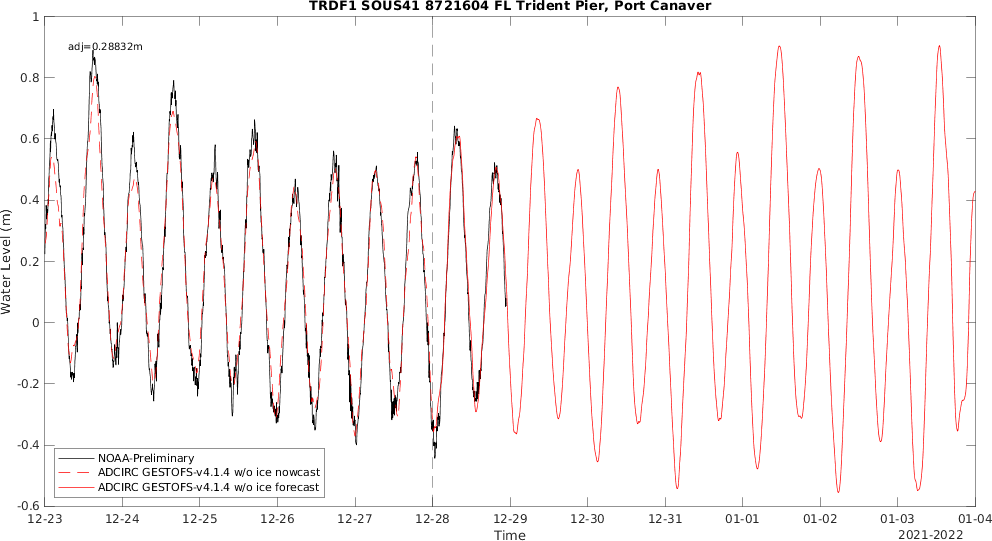 TRDF1 SOUS41 8721604 FL Trident Pier, Port Canaver
adj=0.28832m
1
0.8
0.6
0.4
0.2
0
-0.2
-0.4
-0.6
Water Level (m)
NOAA-Preliminary
ADCIRC GESTOFS-v4.1.4 w/o ice nowcast
ADCIRC GESTOFS-v4.1.4 w/o ice forecast
12-23 12-24 12-25 12-26 12-27 12-28 12-29 12-30 12-31 01-01 01-02 01-03 01-04
Time
2021-2022